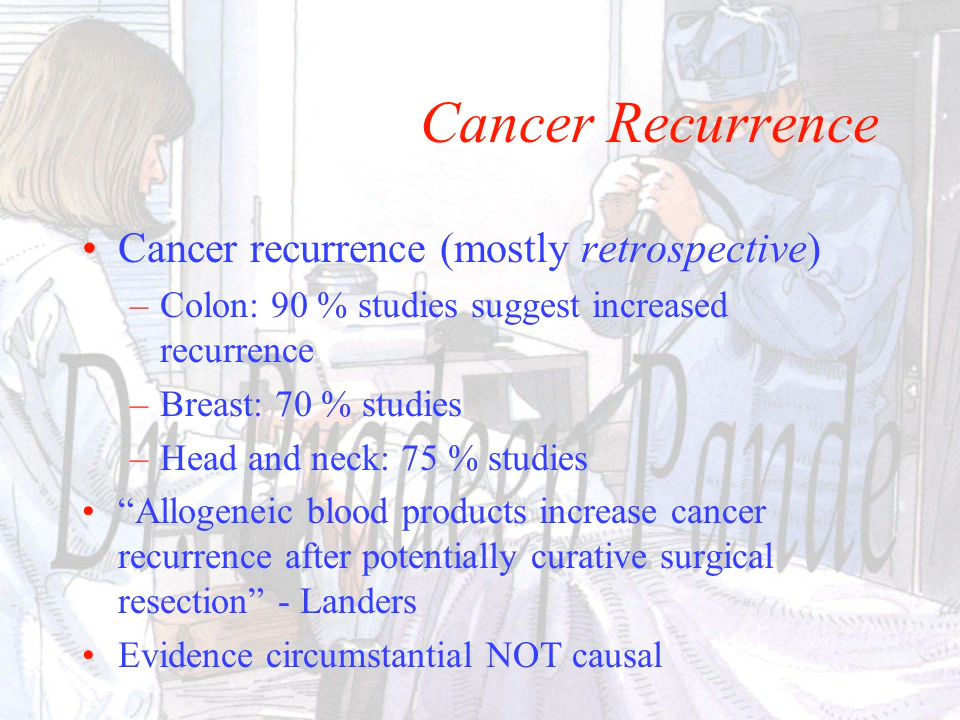 Cancer Recurrence
• Cancer recurrence (mostly retrospective)
– Colon: 90 % studies suggest increased
recurrence
– Breast: 70 % studies
– Head and neck: 75 % studies
• “Allogeneic blood products increase cancer
recurrence after potentially curative surgical
resection” - Landers
• Evidence circumstantial NOT causal
Dr. Pradeep Pande